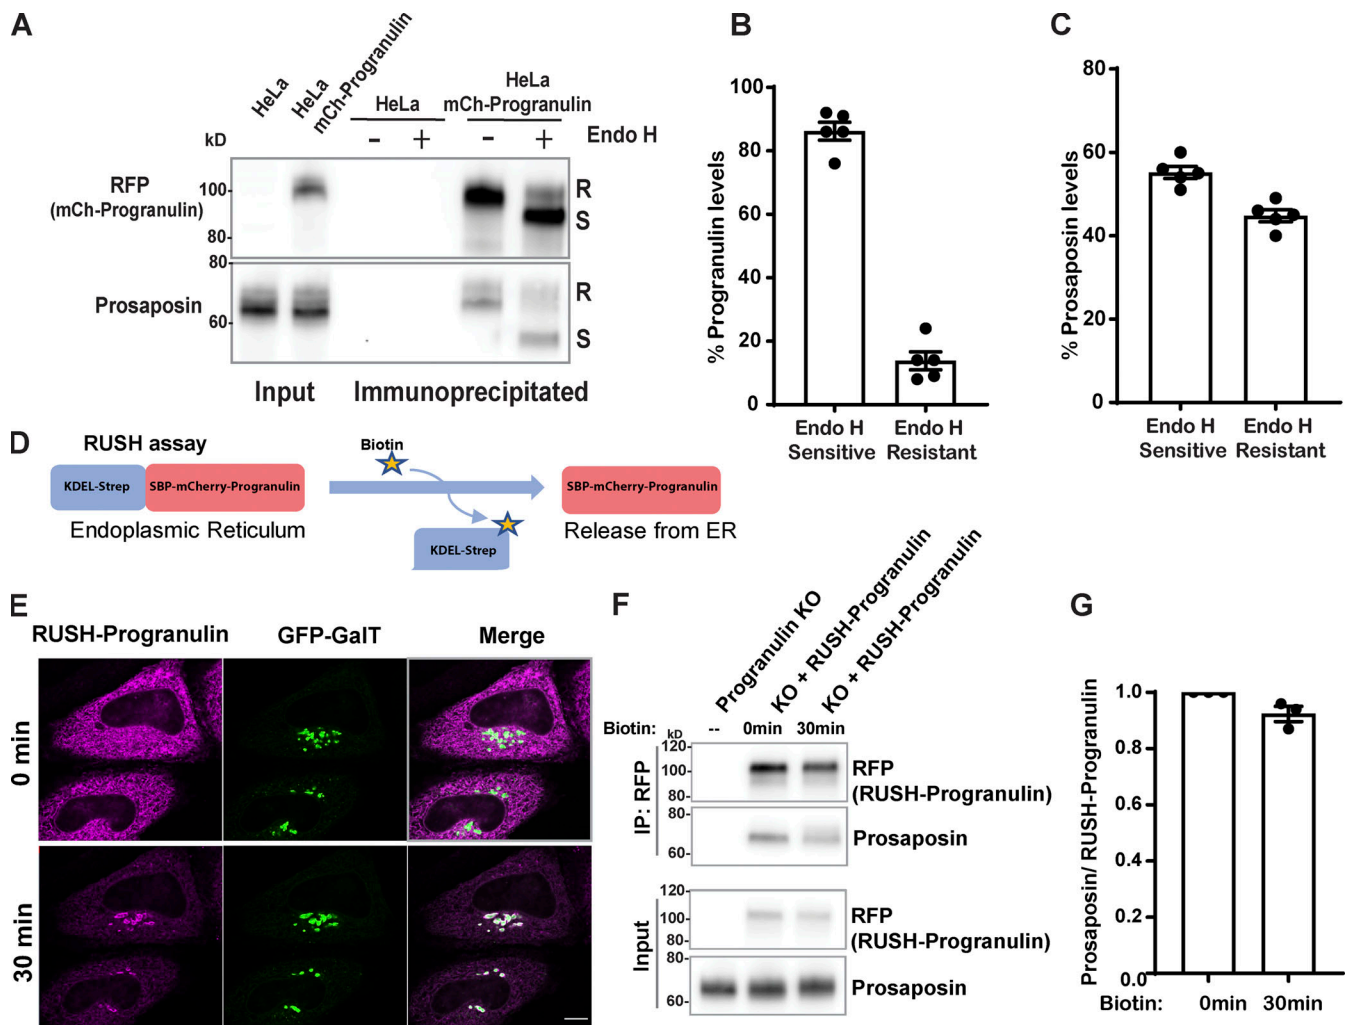 A
HeLa
HeLa
mCh-Progranulin
HeLa
HeLa
mCh-Progranulin
kD
− + − + Endo H
RFP
(mCh-Progranulin)
100
80
R
S
80
Prosaposin
60
R
S
Input
Immunoprecipitated
B
% Progranulin levels
100
80
60
40
20
0
Endo H
Sensitive
Endo H
Resistant
C
% Prosaposin levels
80
60
40
20
0
Endo H
Sensitive
Endo H
Resistant
D
RUSH assay
KDEL-Strep
SBP-mCherry-Progranulin
Endoplasmic Reticulum
Biotin
KDEL-Strep
SBP-mCherry-Progranulin
Release from ER
E
RUSH-Progranulin
GFP-GalT
Merge
0 min
30 min
F
Progranulin KO
KO + RUSH-Progranulin
KO + RUSH-Progranulin
Biotin: -- 0min 30min
kD
IP: RFP
120
100
80
RFP
(RUSH-Progranulin)
80
60
Prosaposin
Input
120
100
80
RFP
(RUSH-Progranulin)
80
60
Prosaposin
G
Prosaposin/ RUSH-Progranulin
1.0
0.8
0.6
0.4
0.2
0.0
Biotin: 0min 30min